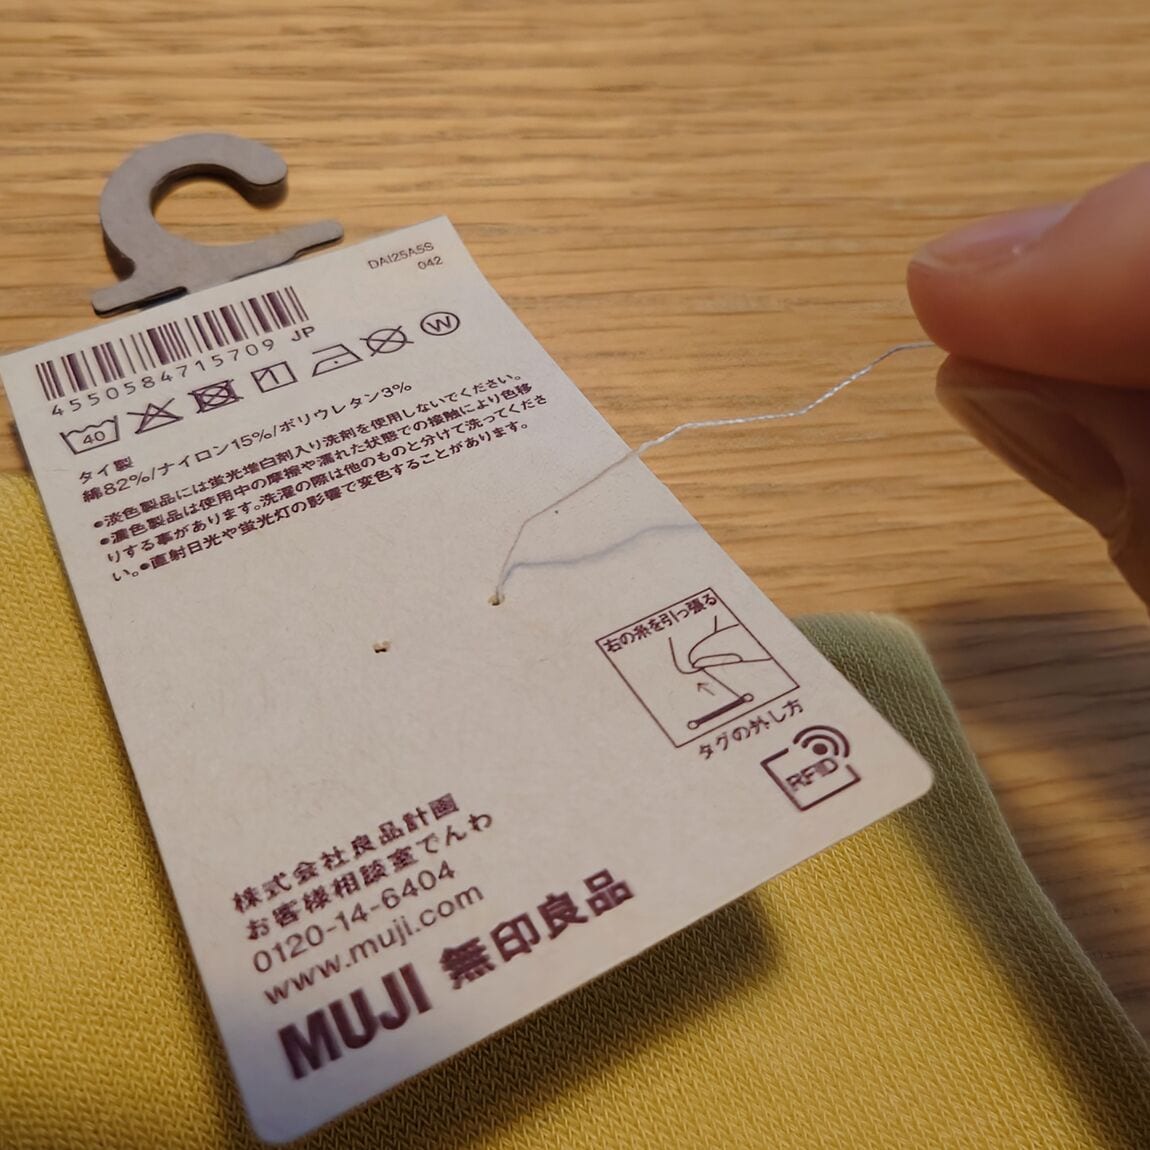 DAI25A5S
042
4550584715709 JP
40 1 W
タイ製
綿82%/ナイロン15%/ポリウレタン3%
●淡色製品には蛍光増白剤入り洗剤を使用しないでください。
●濃色製品は使用中の摩擦や濡れた状態での接触により色移
りする事があります。洗濯の際は他のものと分けて洗ってくださ
い。●直射日光や蛍光灯の影響で変色することがあります。
右の糸を引っ張る
タグの外し方
RFID
株式会社良品計画
お客様相談室でんわ
0120-14-6404
www.muji.com
MUJI 無印良品